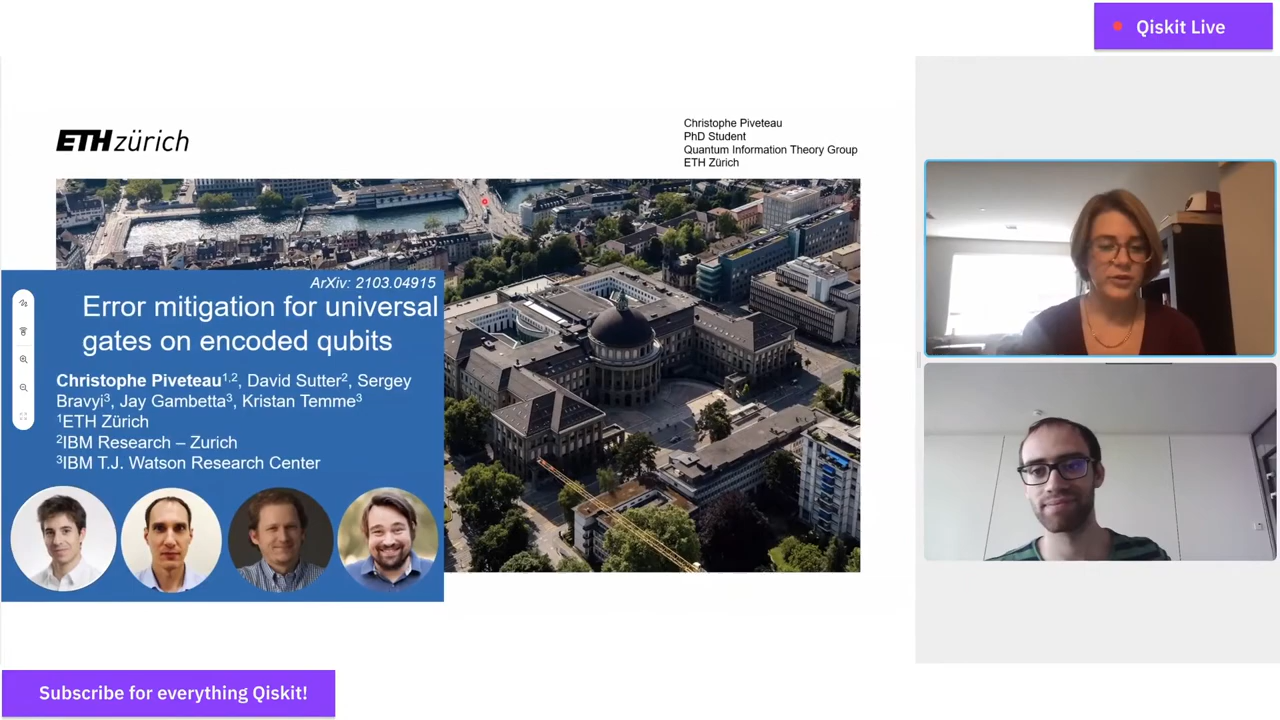 Qiskit Live
ETH zürich
Christophe Piveteau
PhD Student
Quantum Information Theory Group
ETH Zürich
ArXiv: 2103.04915
Error mitigation for universal
gates on encoded qubits
Christophe Piveteau¹,², David Sutter², Sergey
Bravyi³, Jay Gambetta³, Kristan Temme³
¹ETH Zürich
²IBM Research – Zurich
³IBM T.J. Watson Research Center
Subscribe for everything Qiskit!